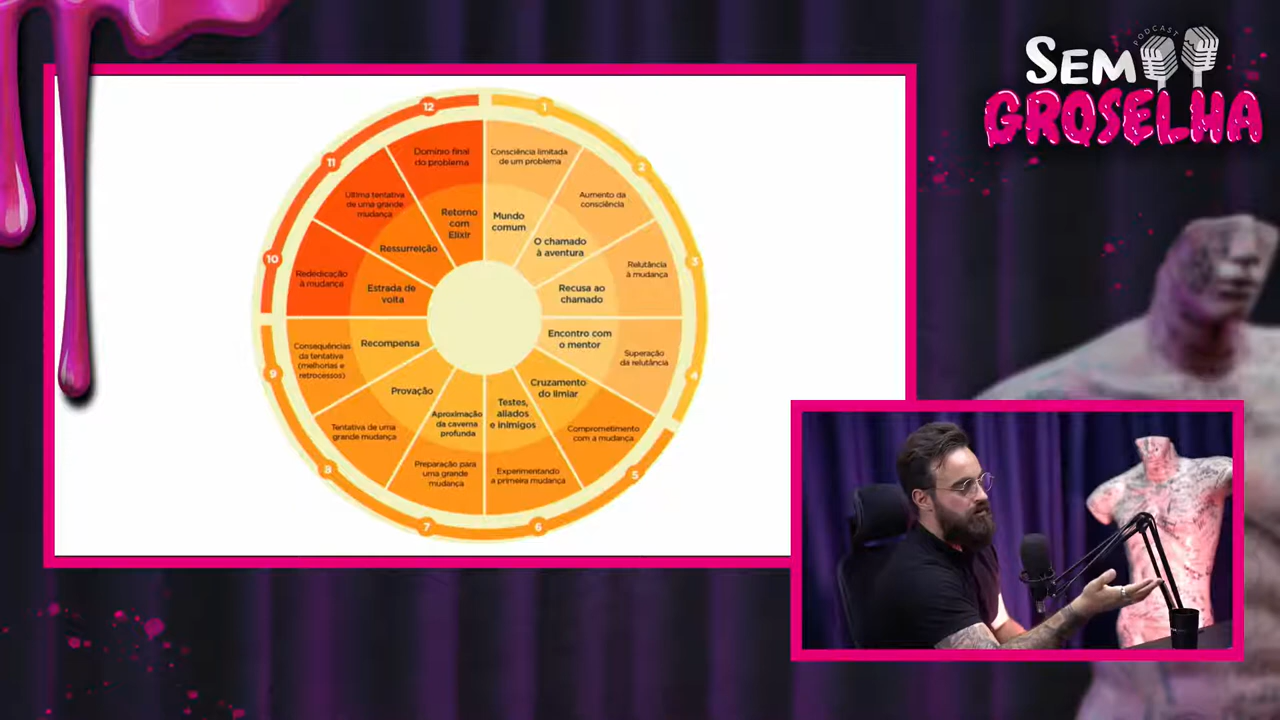 PODCAST
SEM
GROSELHA
12
1
11
2
10
3
9
4
8
5
7
6
Domínio final
do problema
Consciência limitada
de um problema
Última tentativa
de uma grande
mudança
Aumento da
consciência
Retorno
com
Elixir
Mundo
comum
Ressurreição
O chamado
à aventura
Rededicação
à mudança
Relutância
à mudança
Estrada de
volta
Recusa ao
chamado
Consequências
da tentativa
(melhorias e
retrocessos)
Recompensa
Encontro com
o mentor
Superação
da relutância
Provação
Cruzamento
do limiar
Tentativa de uma
grande mudança
Aproximação
da caverna
profunda
Testes,
aliados
e inimigos
Comprometimento
com a mudança
Preparação para
uma grande
mudança
Experimentando
a primeira mudança